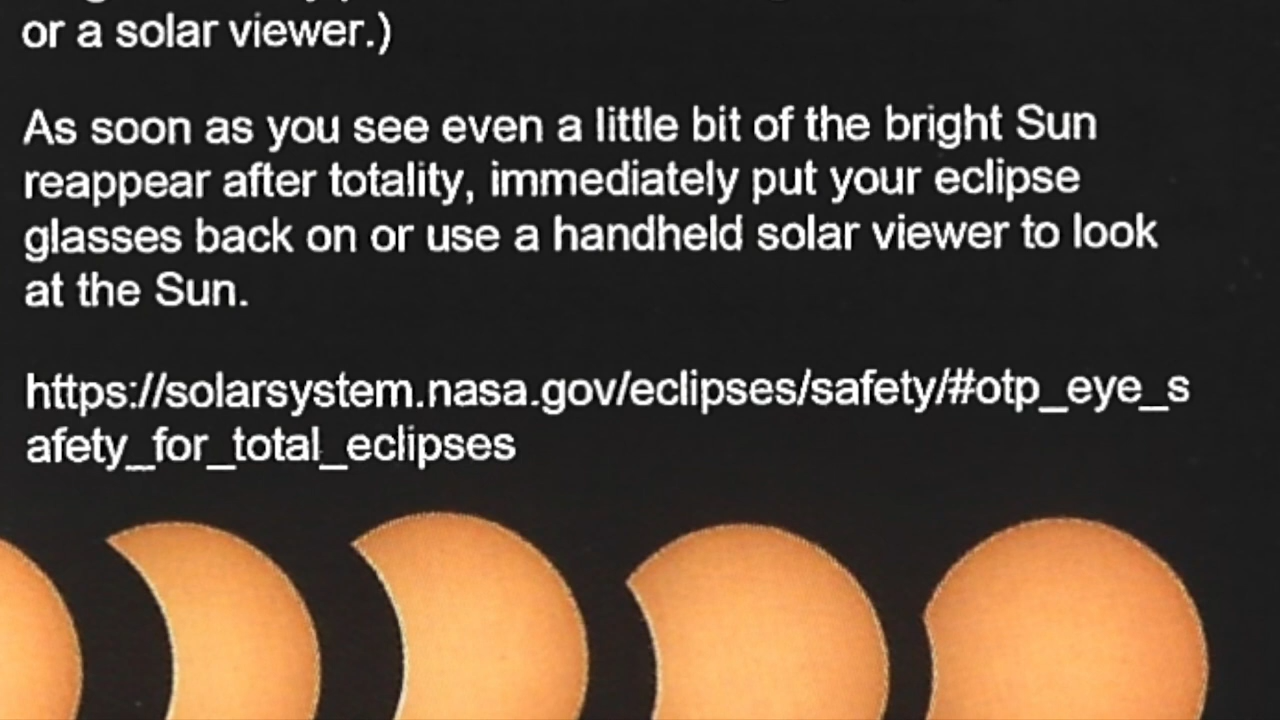 or a solar viewer.)
As soon as you see even a little bit of the bright Sun
reappear after totality, immediately put your eclipse
glasses back on or use a handheld solar viewer to look
at the Sun.
https://solarsystem.nasa.gov/eclipses/safety/#otp_eye_s
afety_for_total_eclipses